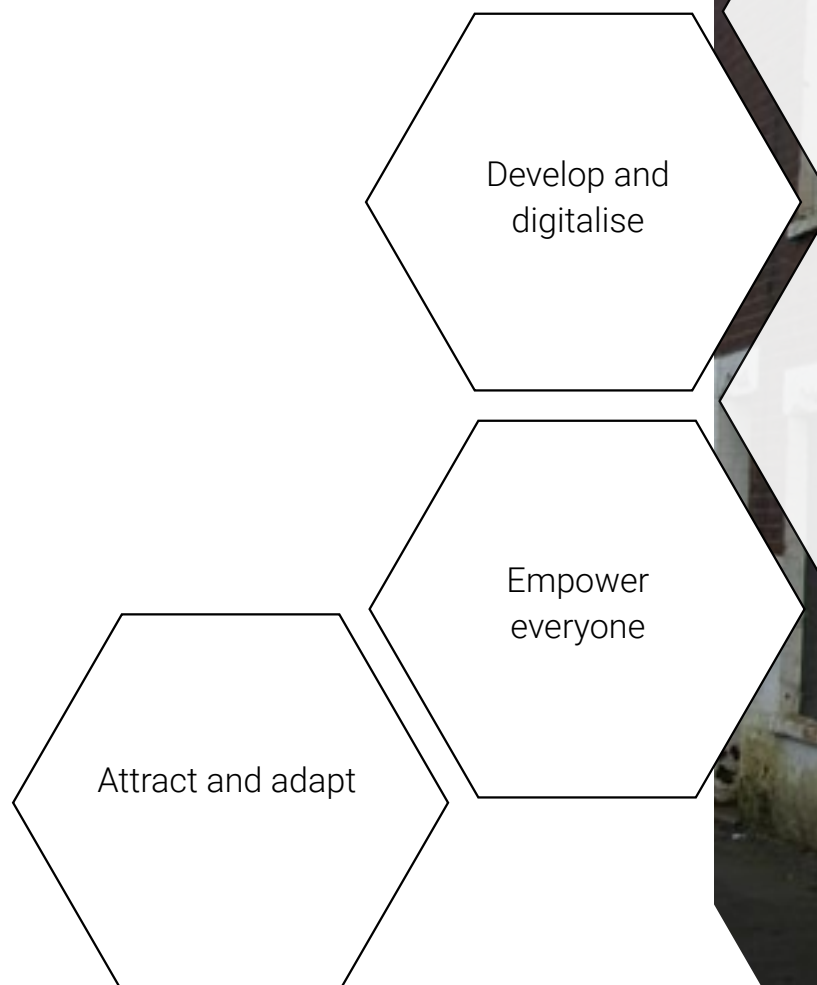 Develop and
digitalise
Empower
everyone
Attract and adapt